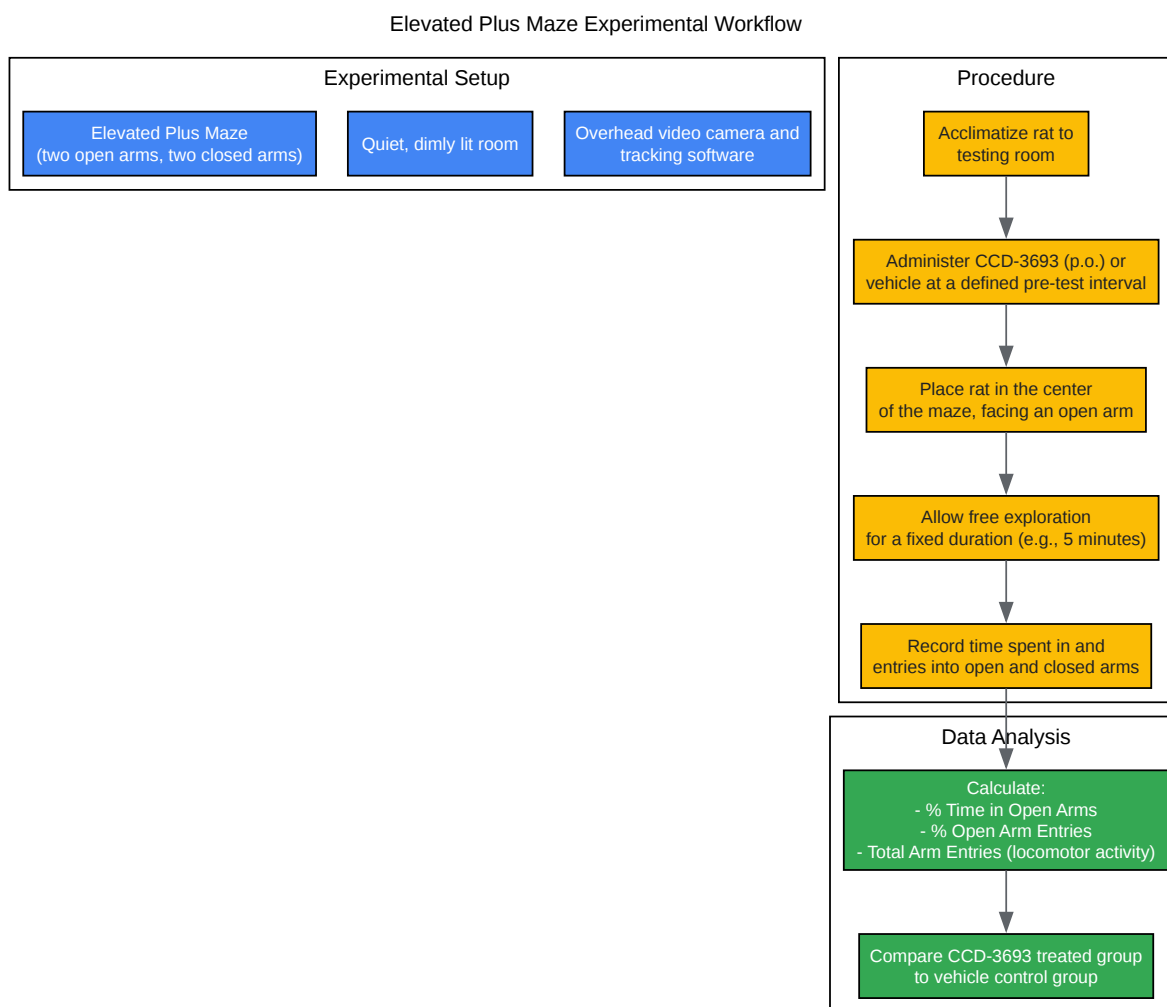 Elevated Plus Maze Experimental Workflow
Experimental Setup
Elevated Plus Maze
(two open arms, two closed arms)
Quiet, dimly lit room
Overhead video camera and
tracking software
Procedure
Acclimatize rat to
testing room
Administer CCD-3693 (p.o.) or
vehicle at a defined pre-test interval
Place rat in the center
of the maze, facing an open arm
Allow free exploration
for a fixed duration (e.g., 5 minutes)
Record time spent in and
entries into open and closed arms
Data Analysis
Calculate:
- % Time in Open Arms
- % Open Arm Entries
- Total Arm Entries (locomotor activity)
Compare CCD-3693 treated group
to vehicle control group